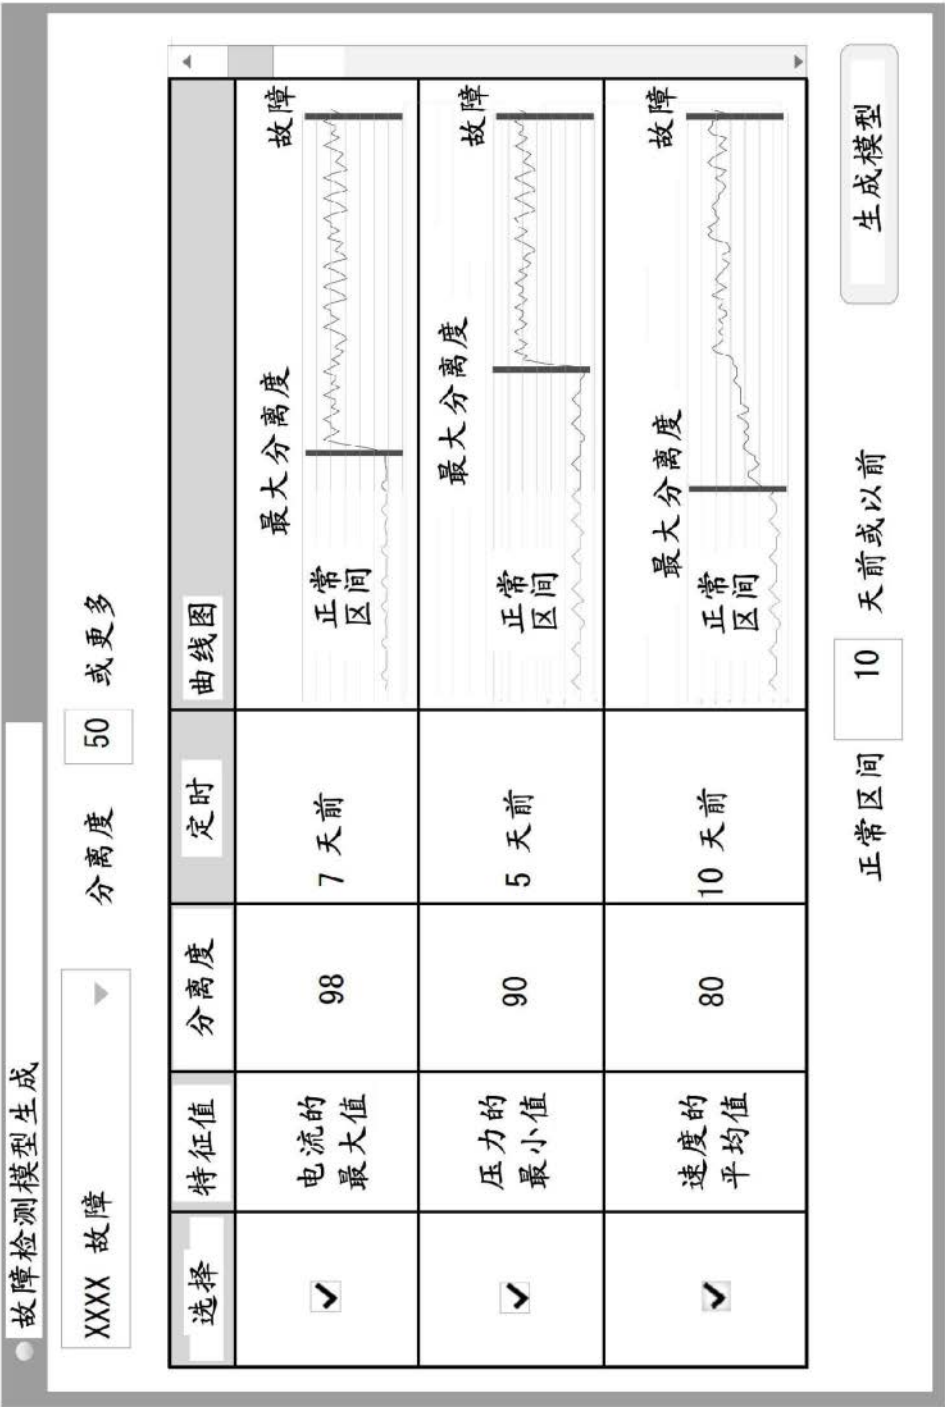 故障检测模型生成
XXXX 故障
分离度 50 或更多
选择 特征值 分离度 定时 曲线图
电流的
最大值
98
7 天前
最大分离度
故障
正常
区间
压力的
最小值
90
5 天前
最大分离度
故障
正常
区间
速度的
平均值
80
10 天前
最大分离度
故障
正常
区间
正常区间 10 天前或以前
生成模型